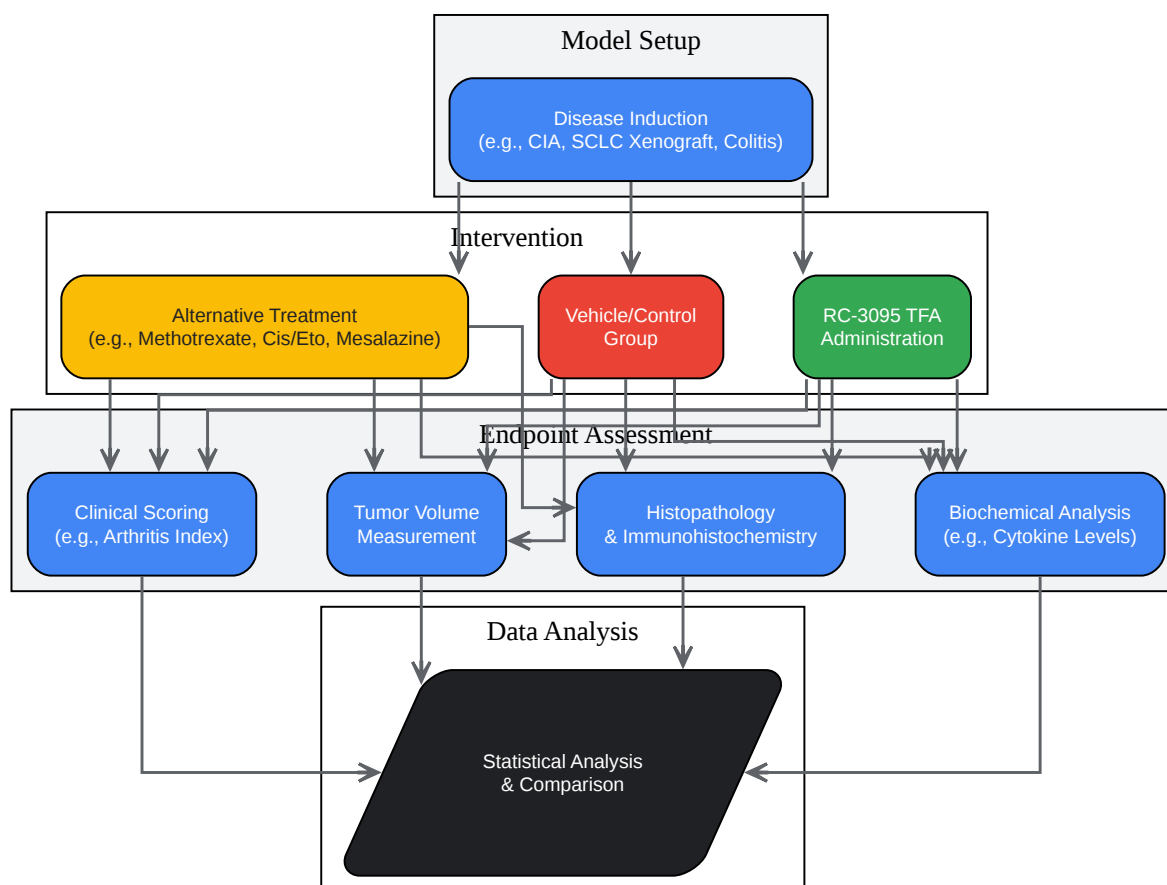 Model Setup
Disease Induction
(e.g., CIA, SCLC Xenograft, Colitis)
Intervention
Alternative Treatment
(e.g., Methotrexate, Cis/Eto, Mesalazine)
Vehicle/Control
Group
RC-3095 TFA
Administration
Endpoint Assessment
Clinical Scoring
(e.g., Arthritis Index)
Tumor Volume
Measurement
Histopathology
& Immunohistochemistry
Biochemical Analysis
(e.g., Cytokine Levels)
Data Analysis
Statistical Analysis
& Comparison